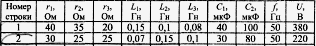 Номер строки | r₁, Ом | r₂, Ом | r₃, Ом | L₁, Гн | L₂, Гн | L₃, Гн | C₁, мкФ | C₂, мкФ | f, Гц | U, В
1 | 40 | 35 | 20 | 0,15 | 0,1 | 0,08 | 40 | 100 | 50 | 380
2 | 30 | 25 | 25 | 0,07 | 0,15 | 0,1 | 30 | 80 | 50 | 220